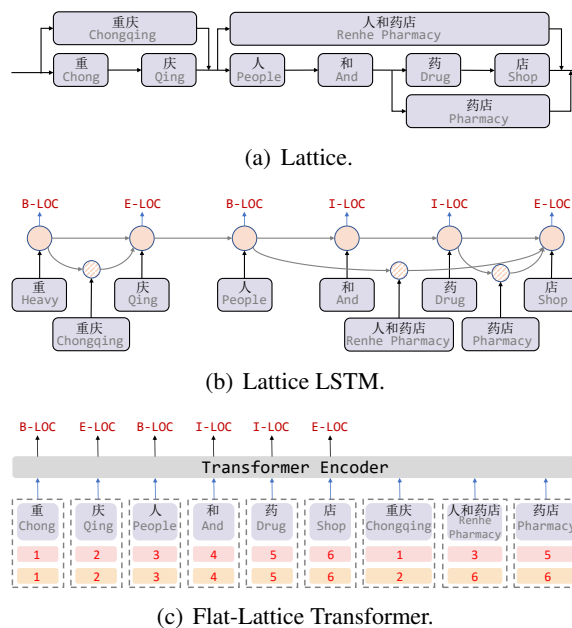 重庆 人和药店
Chongqing Renhe Pharmacy
重 庆 人 和 药 店
Chong Qing People And Drug Shop
药店
Pharmacy
(a) Lattice.
B-LOC E-LOC B-LOC I-LOC I-LOC E-LOC
重 庆 人 和 药 店
Heavy Qing People And Drug Shop
重庆 人和药店 药店
Chongqing Renhe Pharmacy Pharmacy
(b) Lattice LSTM.
B-LOC E-LOC B-LOC I-LOC I-LOC E-LOC
Transformer Encoder
重 庆 人 和 药 店 重庆 人和药店 药店
Chong Qing People And Drug Shop Chongqing Renhe Pharmacy Pharmacy
1 2 3 4 5 6 1 3 5
1 2 3 4 5 6 2 6 6
(c) Flat-Lattice Transformer.